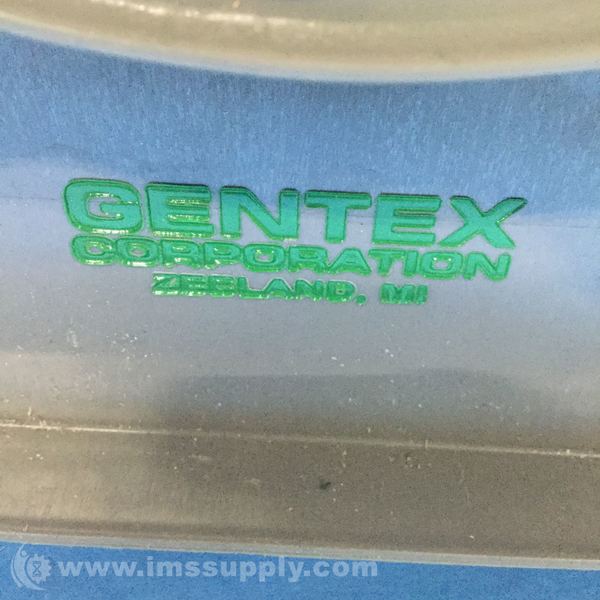 GENTEX
CORPORATION
ZEELAND, MI
www.imssupply.com